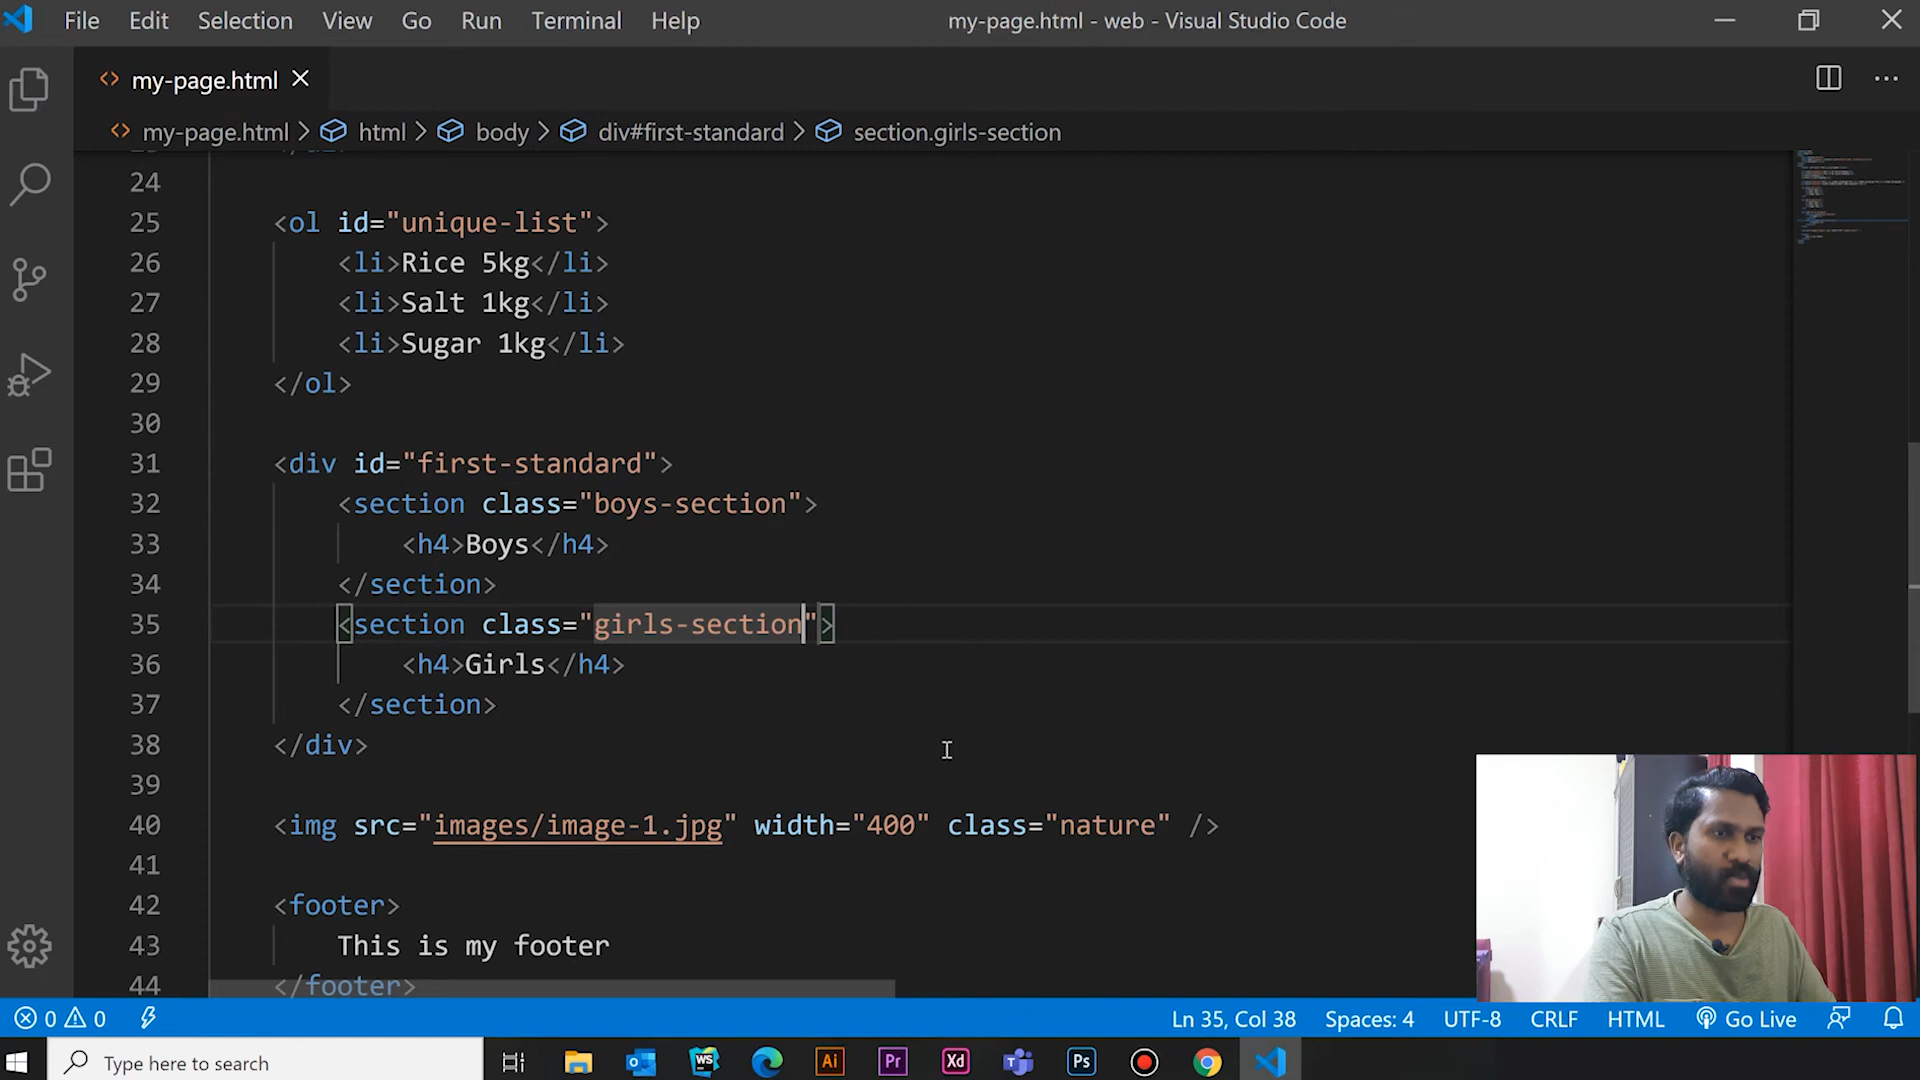 File Edit Selection View Go Run Terminal Help my-page.html - web - Visual Studio Code
my-page.html
my-page.html > html > body > div#first-standard > section.girls-section
24
25 <ol id="unique-list">
26 <li>Rice 5kg</li>
27 <li>Salt 1kg</li>
28 <li>Sugar 1kg</li>
29 </ol>
30
31 <div id="first-standard">
32 <section class="boys-section">
33 <h4>Boys</h4>
34 </section>
35 <section class="girls-section">
36 <h4>Girls</h4>
37 </section>
38 </div>
39
40 <img src="images/image-1.jpg" width="400" class="nature" />
41
42 <footer>
43 This is my footer
44 </footer>
0 0 Ln 35, Col 38 Spaces: 4 UTF-8 CRLF HTML Go Live
Type here to search WS Ai Pr Xd Ps